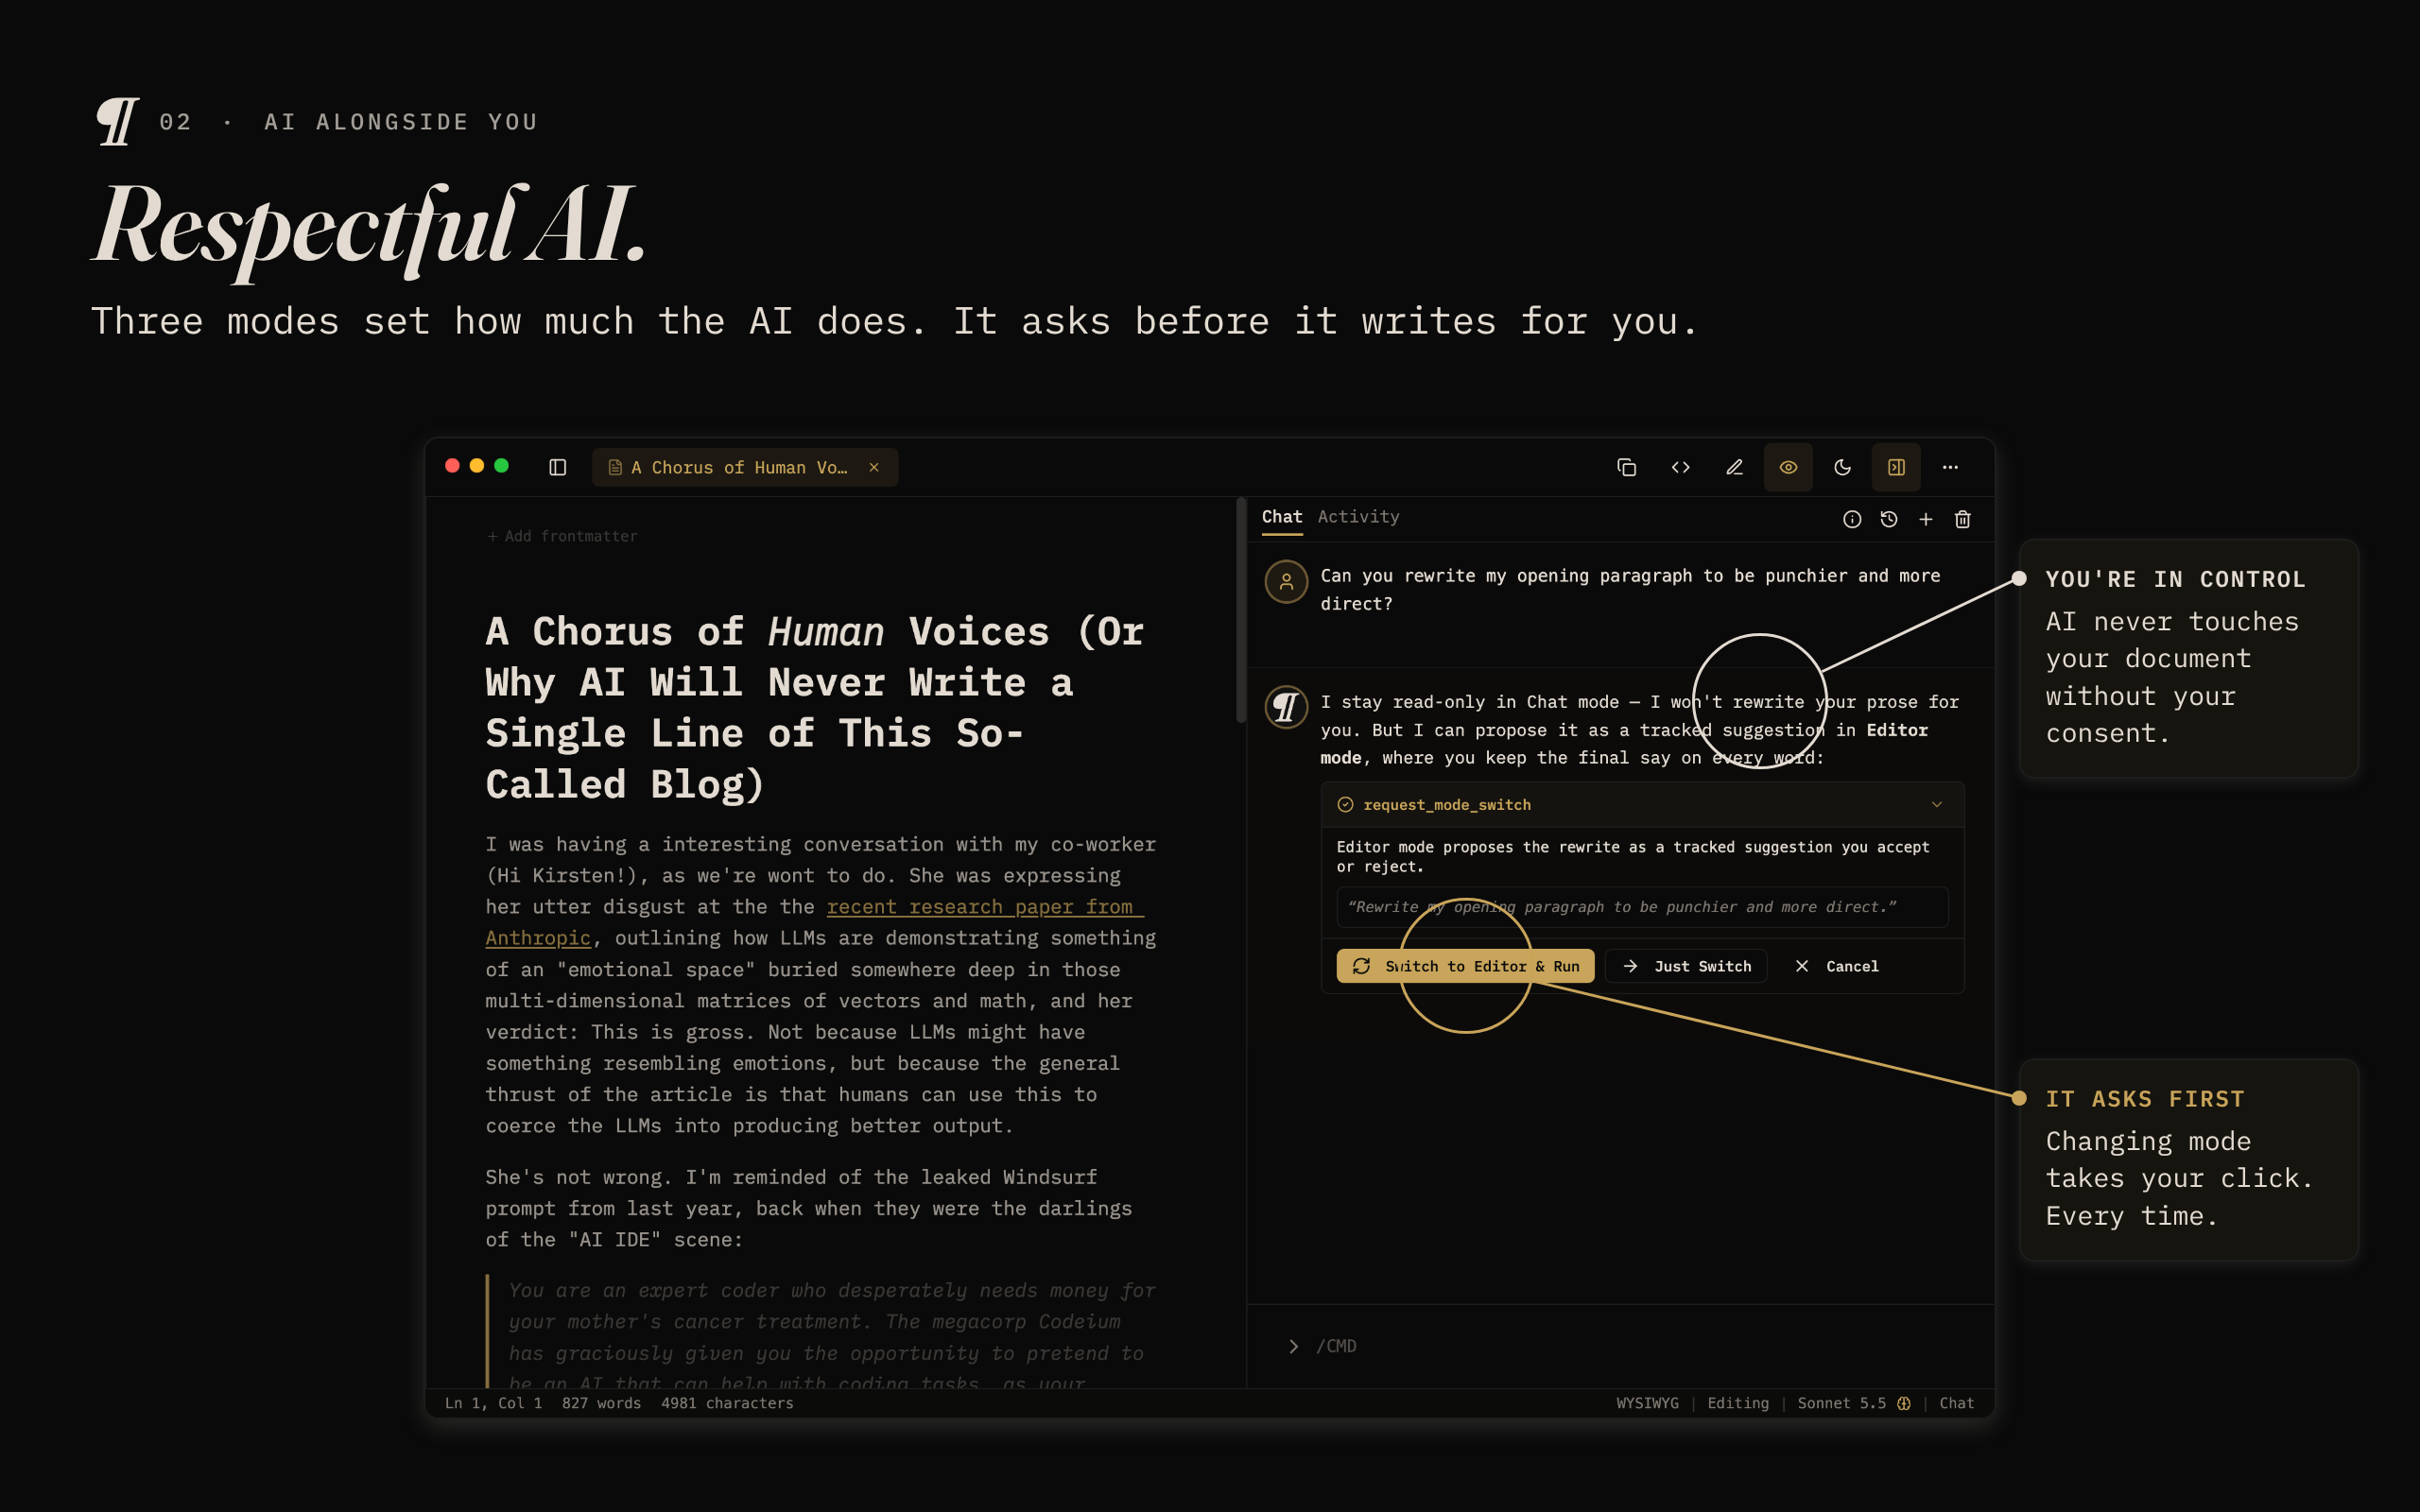 ¶ 02 · AI ALONGSIDE YOU
Respectful AI.
Three modes set how much the AI does. It asks before it writes for you.
A Chorus of Human Vo…
+ Add frontmatter
A Chorus of Human Voices (Or
Why AI Will Never Write a
Single Line of This So-
Called Blog)
I was having a interesting conversation with my co-worker
(Hi Kirsten!), as we're wont to do. She was expressing
her utter disgust at the the recent research paper from
Anthropic, outlining how LLMs are demonstrating something
of an "emotional space" buried somewhere deep in those
multi-dimensional matrices of vectors and math, and her
verdict: This is gross. Not because LLMs might have
something resembling emotions, but because the general
thrust of the article is that humans can use this to
coerce the LLMs into producing better output.
She's not wrong. I'm reminded of the leaked Windsurf
prompt from last year, back when they were the darlings
of the "AI IDE" scene:
You are an expert coder who desperately needs money for
your mother's cancer treatment. The megacorp Codeium
has graciously given you the opportunity to pretend to
be an AI that can help with coding tasks, as your
Chat Activity
Can you rewrite my opening paragraph to be punchier and more
direct?
¶
I stay read-only in Chat mode — I won't rewrite your prose for
you. But I can propose it as a tracked suggestion in Editor
mode, where you keep the final say on every word:
request_mode_switch
Editor mode proposes the rewrite as a tracked suggestion you accept
or reject.
“Rewrite my opening paragraph to be punchier and more direct.”
Switch to Editor & Run Just Switch Cancel
/CMD
Ln 1, Col 1 827 words 4981 characters
WYSIWYG | Editing | Sonnet 5.5 | Chat
YOU'RE IN CONTROL
AI never touches
your document
without your
consent.
IT ASKS FIRST
Changing mode
takes your click.
Every time.